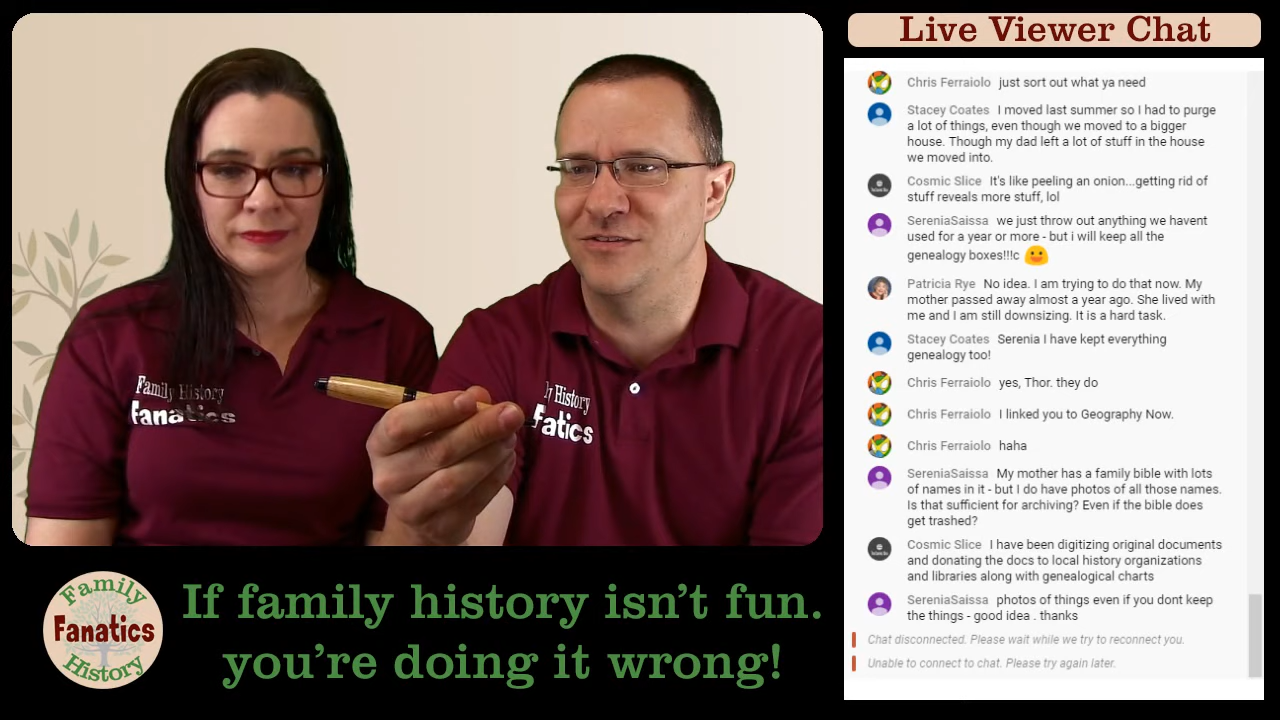 Live Viewer Chat
Chris Ferraiolo just sort out what ya need
Stacey Coates I moved last summer so I had to purge
a lot of things, even though we moved to a bigger
house. Though my dad left a lot of stuff in the house
we moved into.
Cosmic Slice It's like peeling an onion...getting rid of
stuff reveals more stuff, lol
SereniaSaissa we just throw out anything we havent
used for a year or more - but i will keep all the
genealogy boxes!!!c
Patricia Rye No idea. I am trying to do that now. My
mother passed away almost a year ago. She lived with
me and I am still downsizing. It is a hard task.
Stacey Coates Serenia I have kept everything
genealogy too!
Chris Ferraiolo yes, Thor. they do
Chris Ferraiolo I linked you to Geography Now.
Chris Ferraiolo haha
SereniaSaissa My mother has a family bible with lots
of names in it - but I do have photos of all those names.
Is that sufficient for archiving? Even if the bible does
get trashed?
Cosmic Slice I have been digitizing original documents
and donating the docs to local history organizations
and libraries along with genealogical charts
SereniaSaissa photos of things even if you dont keep
the things - good idea . thanks
Chat disconnected. Please wait while we try to reconnect you.
Unable to connect to chat. Please try again later.
Family History
Fanatics
ly History
Fatics
Family
Fanatics
History
If family history isn't fun.
you're doing it wrong!